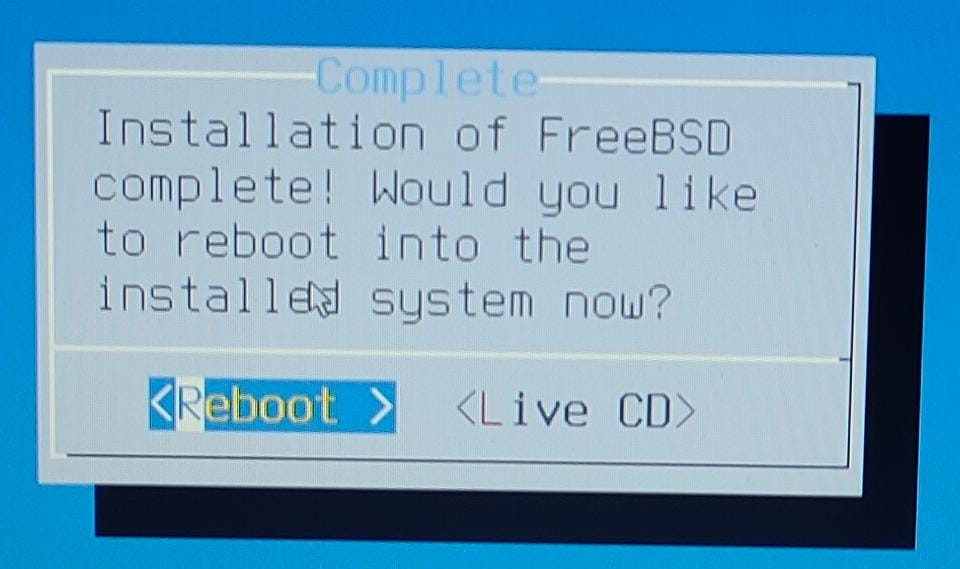 Complete
Installation of FreeBSD
complete! Would you like
to reboot into the
installed system now?
<Reboot > <Live CD>